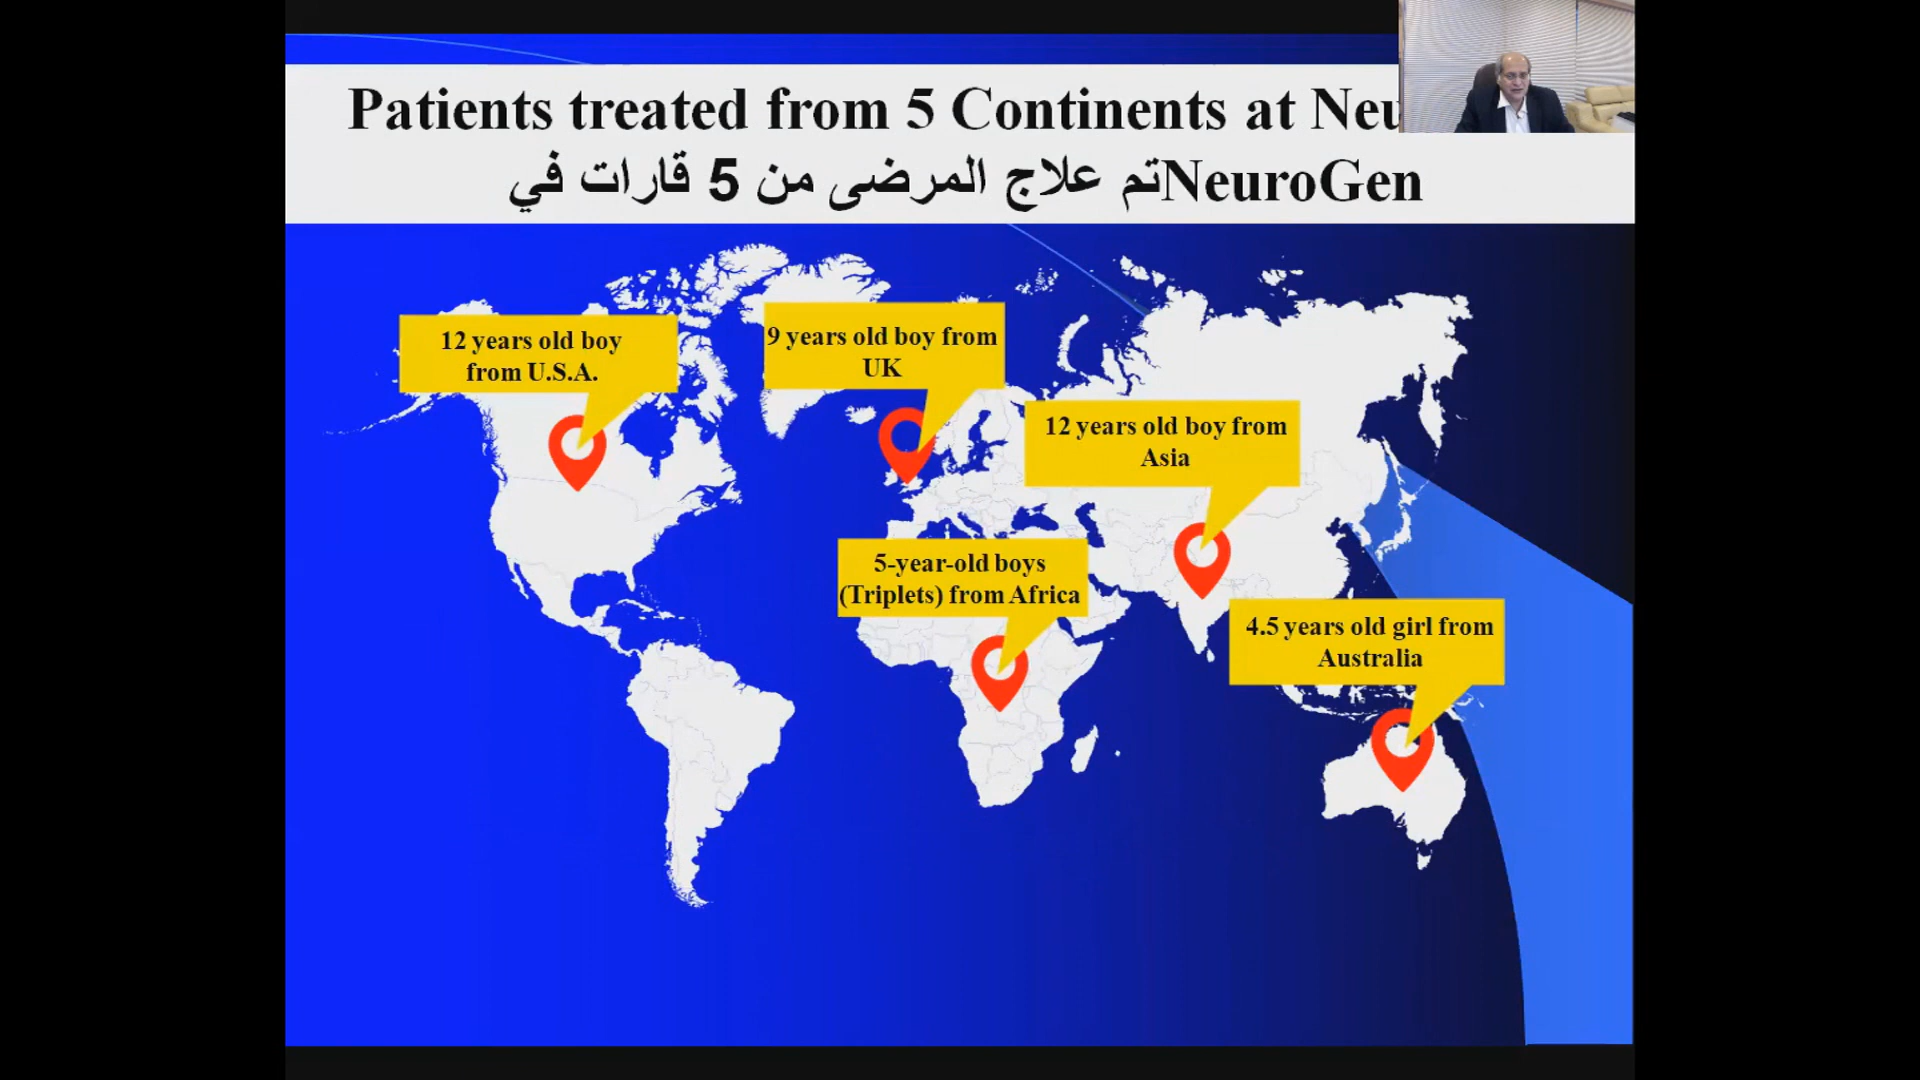 Patients treated from 5 Continents at Neu
تم علاج المرضى من 5 قارات في NeuroGen
12 years old boy
from U.S.A.
9 years old boy from
UK
12 years old boy from
Asia
5-year-old boys
(Triplets) from Africa
4.5 years old girl from
Australia